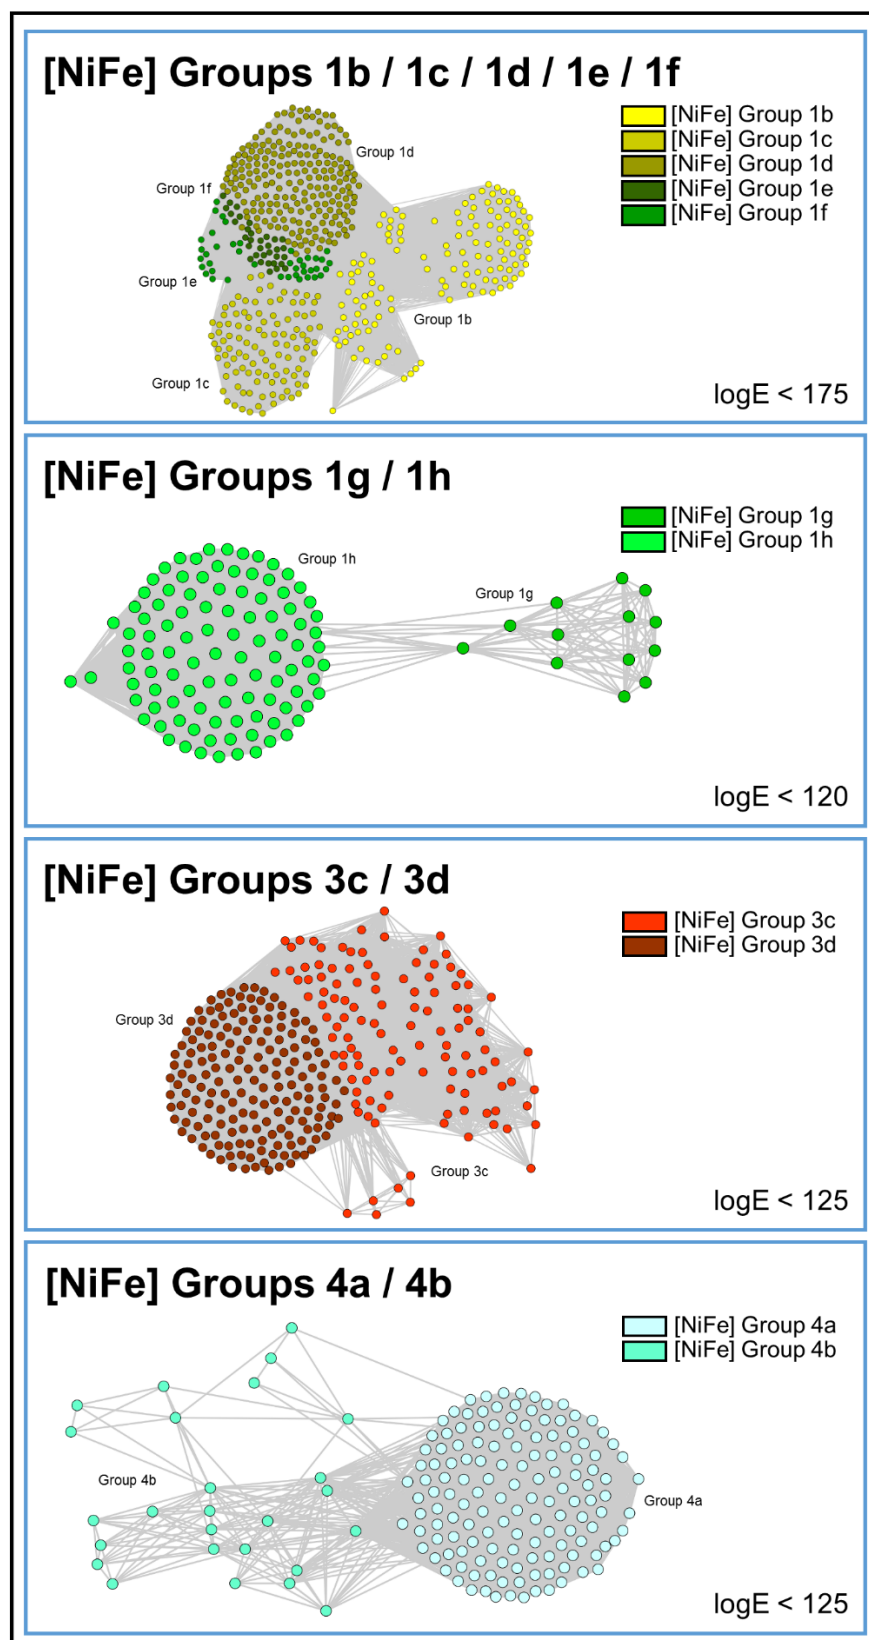 [NiFe] Groups 1b / 1c / 1d / 1e / 1f
[NiFe] Group 1b
[NiFe] Group 1c
[NiFe] Group 1d
[NiFe] Group 1e
[NiFe] Group 1f
Group 1d
Group 1f
Group 1e
Group 1b
Group 1c
logE < 175
[NiFe] Groups 1g / 1h
[NiFe] Group 1g
[NiFe] Group 1h
Group 1h
Group 1g
logE < 120
[NiFe] Groups 3c / 3d
[NiFe] Group 3c
[NiFe] Group 3d
Group 3d
Group 3c
logE < 125
[NiFe] Groups 4a / 4b
[NiFe] Group 4a
[NiFe] Group 4b
Group 4b
Group 4a
logE < 125